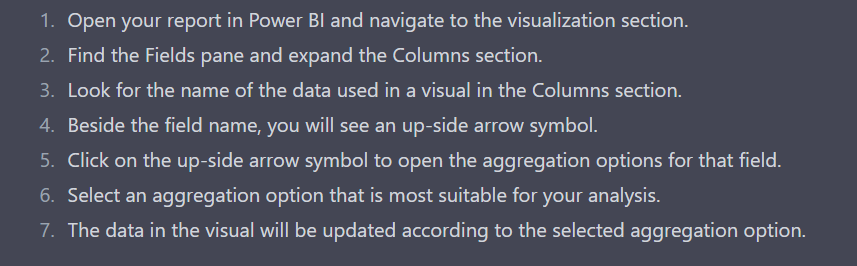 1. Open your report in Power BI and navigate to the visualization section.
2. Find the Fields pane and expand the Columns section.
3. Look for the name of the data used in a visual in the Columns section.
4. Beside the field name, you will see an up-side arrow symbol.
5. Click on the up-side arrow symbol to open the aggregation options for that field.
6. Select an aggregation option that is most suitable for your analysis.
7. The data in the visual will be updated according to the selected aggregation option.